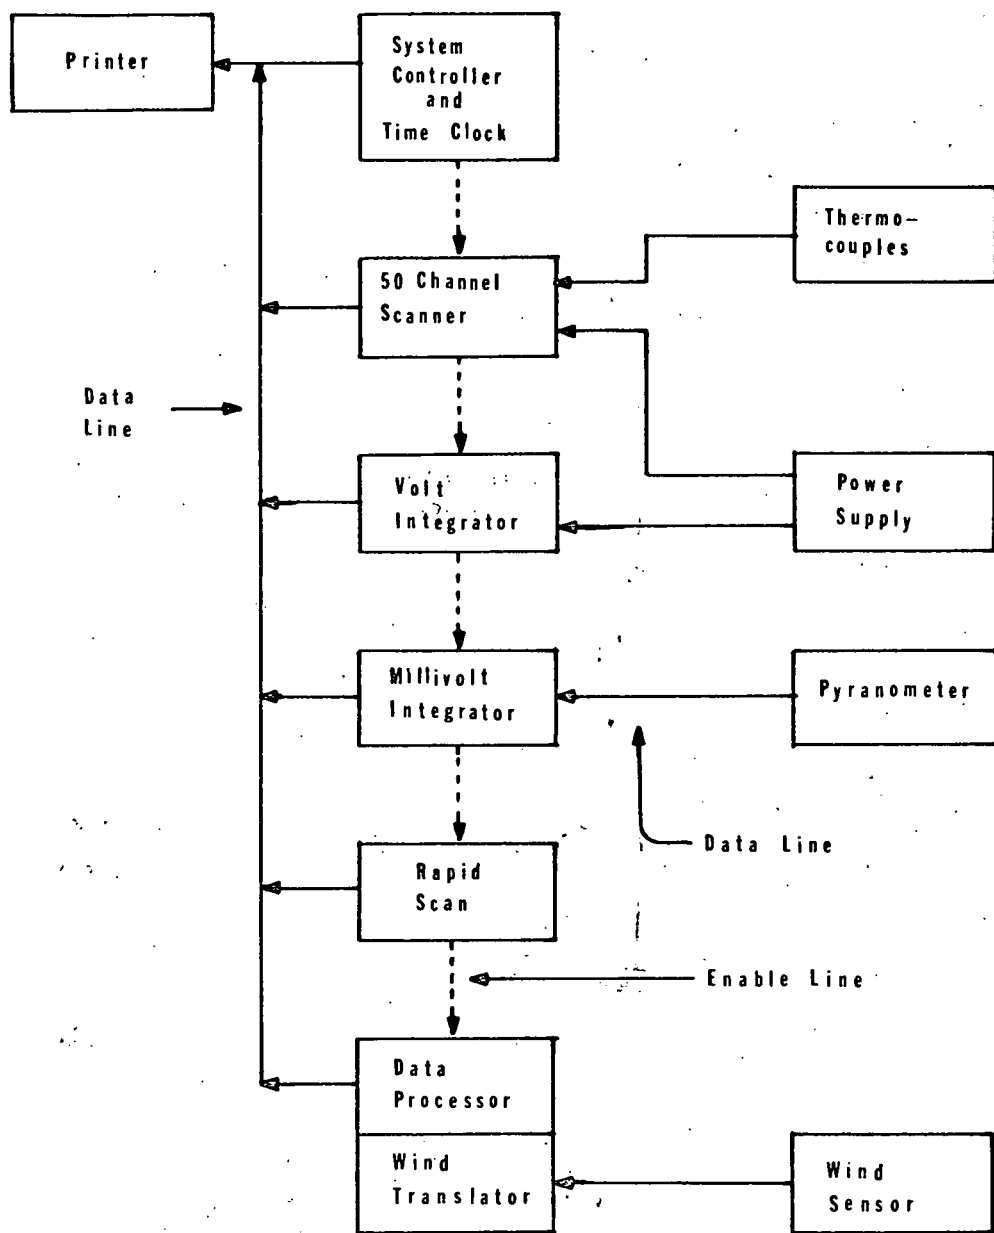 Printer
System
Controller
and
Time Clock
Thermo-
couples
50 Channel
Scanner
Data
Line
Volt
Integrator
Power
Supply
Millivolt
Integrator
Pyranometer
Data Line
Rapid
Scan
Enable Line
Data
Processor
Wind
Translator
Wind
Sensor